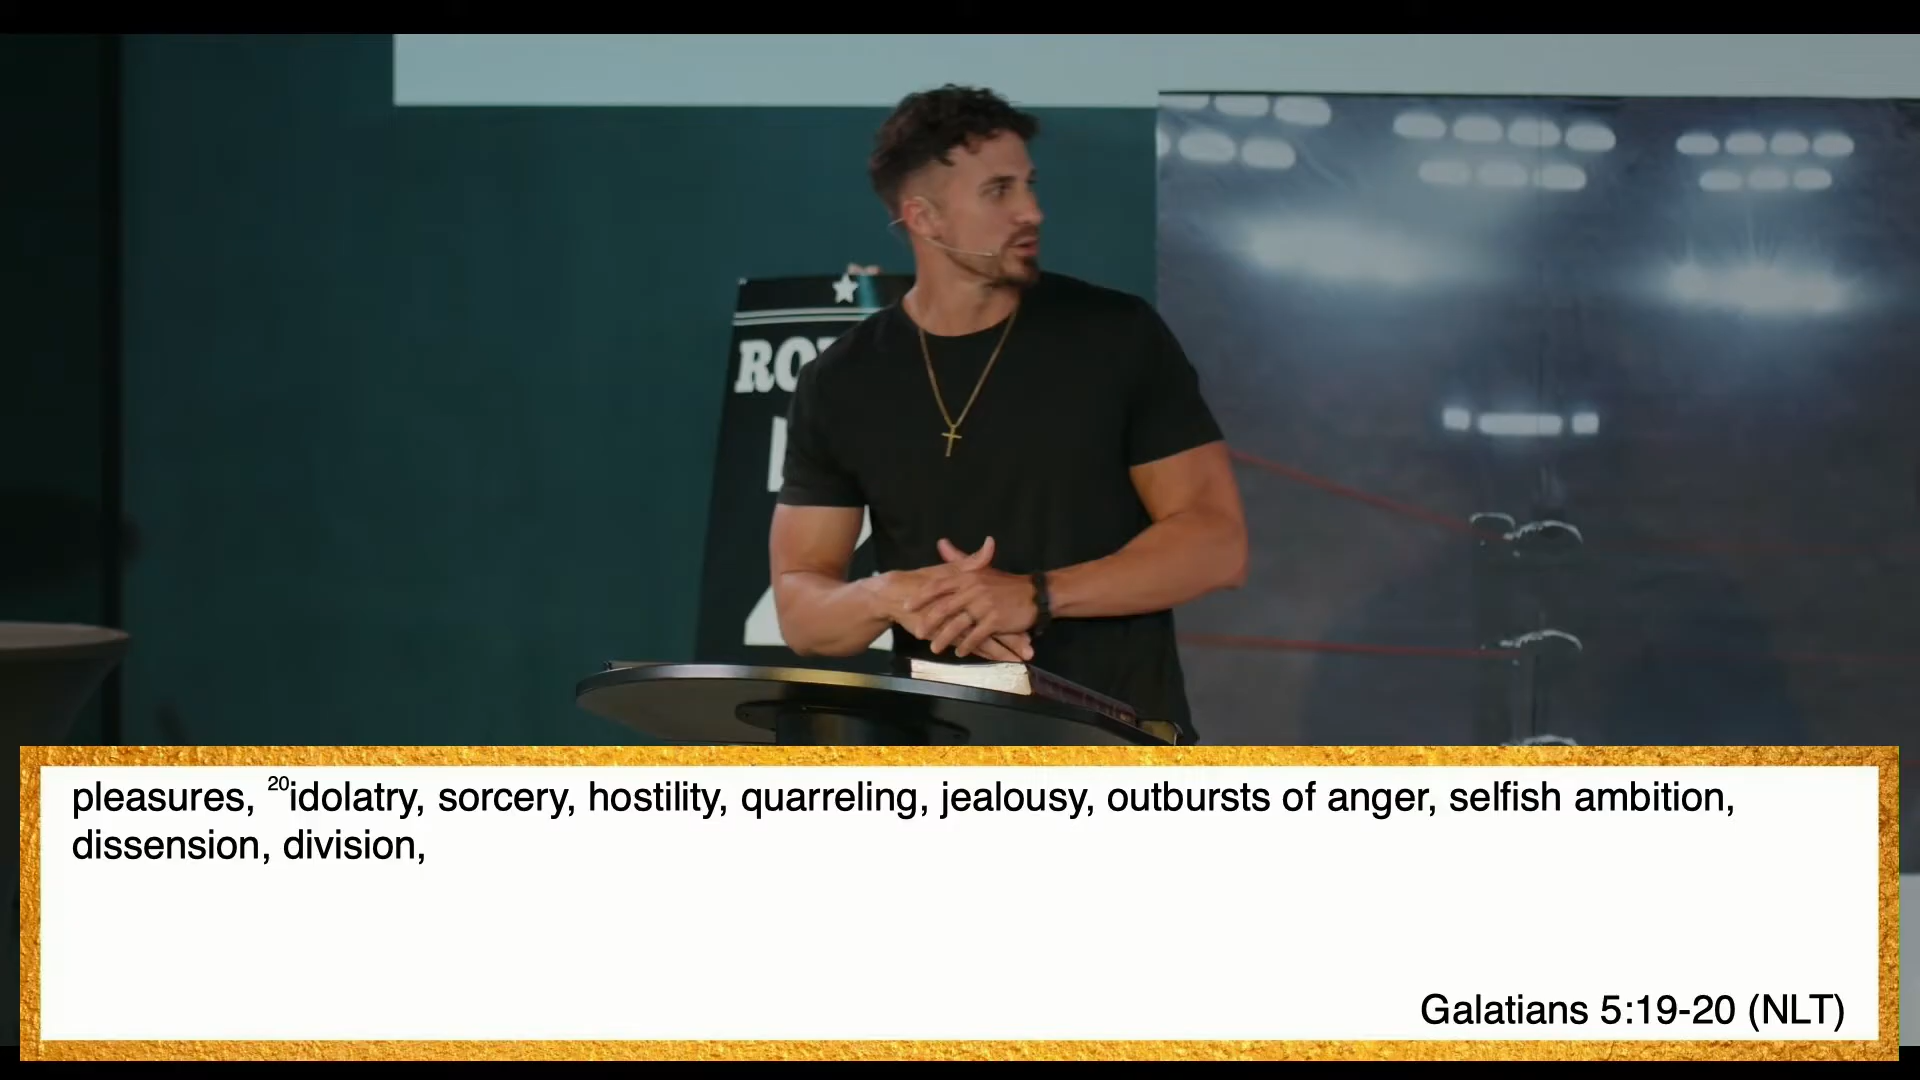 pleasures, 20idolatry, sorcery, hostility, quarreling, jealousy, outbursts of anger, selfish ambition,
dissension, division,
Galatians 5:19-20 (NLT)